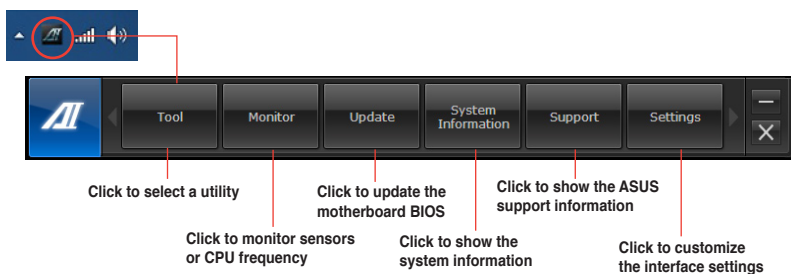 Tool
Monitor
Update
System
Information
Support
Settings
Click to select a utility
Click to update the
motherboard BIOS
Click to show the ASUS
support information
Click to monitor sensors
or CPU frequency
Click to show the
system information
Click to customize
the interface settings